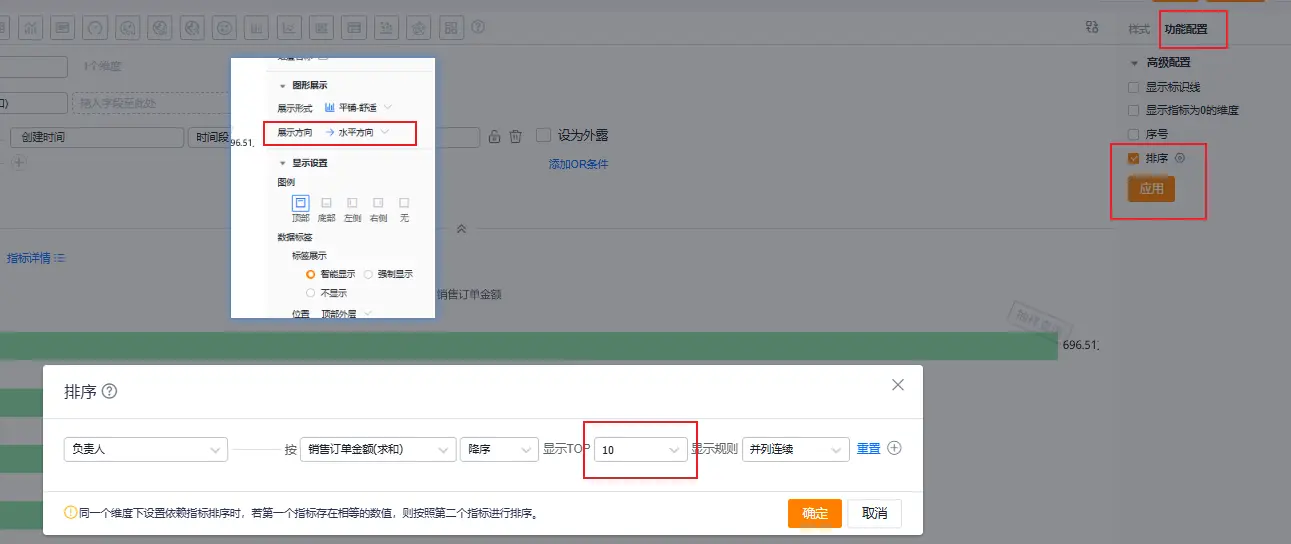 样式 功能配置
1个维度
高级配置
显示标识线
显示指标为0的维度
序号
排序
应用
拖入字段至此处
创建时间
时间段
696.51.
设为外露
添加OR条件
图形展示
展示形式 平铺-舒适
展示方向 水平方向
显示设置
图例
顶部 底部 左侧 右侧 无
数据标签
标签展示
智能显示 强制显示
不显示
位置 顶部外层
指标详情
销售订单金额
696.51.
排序
负责人 按 销售订单金额(求和) 降序 显示TOP 10 显示规则 并列连续 重置
同一个维度下设置依赖指标排序时，若第一个指标存在相等的数值，则按照第二个指标进行排序。
确定 取消